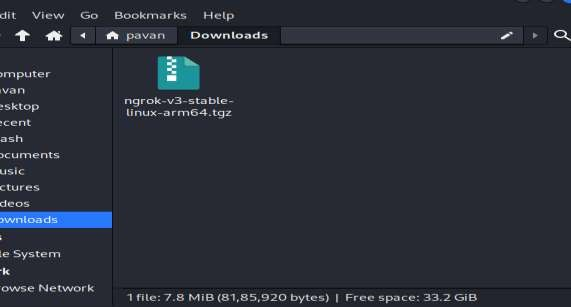 dit View Go Bookmarks Help
pavan Downloads
omputer
avan
esktop
ecent
ash
ocuments
usic
ctures
deos
ownloads
s
le System
rk
rowse Network
ngrok-v3-stable-
linux-arm64.tgz
1 file: 7.8 MiB (81,85,920 bytes) | Free space: 33.2 GiB